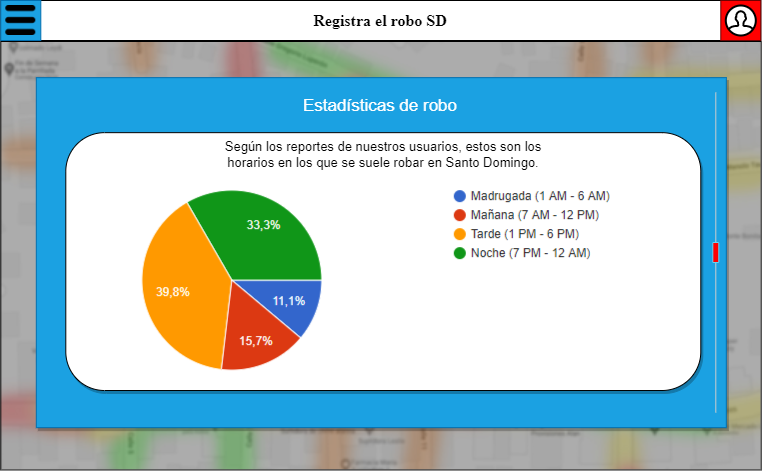 Registra el robo SD
Estadísticas de robo
Según los reportes de nuestros usuarios, estos son los
horarios en los que se suele robar en Santo Domingo.
33,3%
39,8%
11,1%
15,7%
Madrugada (1 AM - 6 AM)
Mañana (7 AM - 12 PM)
Tarde (1 PM - 6 PM)
Noche (7 PM - 12 AM)